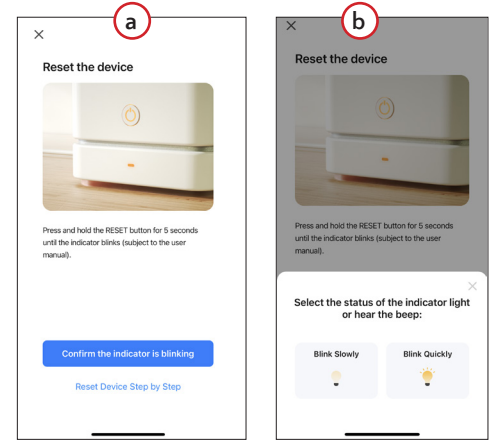 a
Reset the device
Press and hold the RESET button for 5 seconds
until the indicator blinks (subject to the user
manual).
Confirm the indicator is blinking
Reset Device Step by Step
b
Reset the device
Press and hold the RESET button for 5 seconds
until the indicator blinks (subject to the user
manual).
Select the status of the indicator light
or hear the beep:
Blink Slowly
Blink Quickly